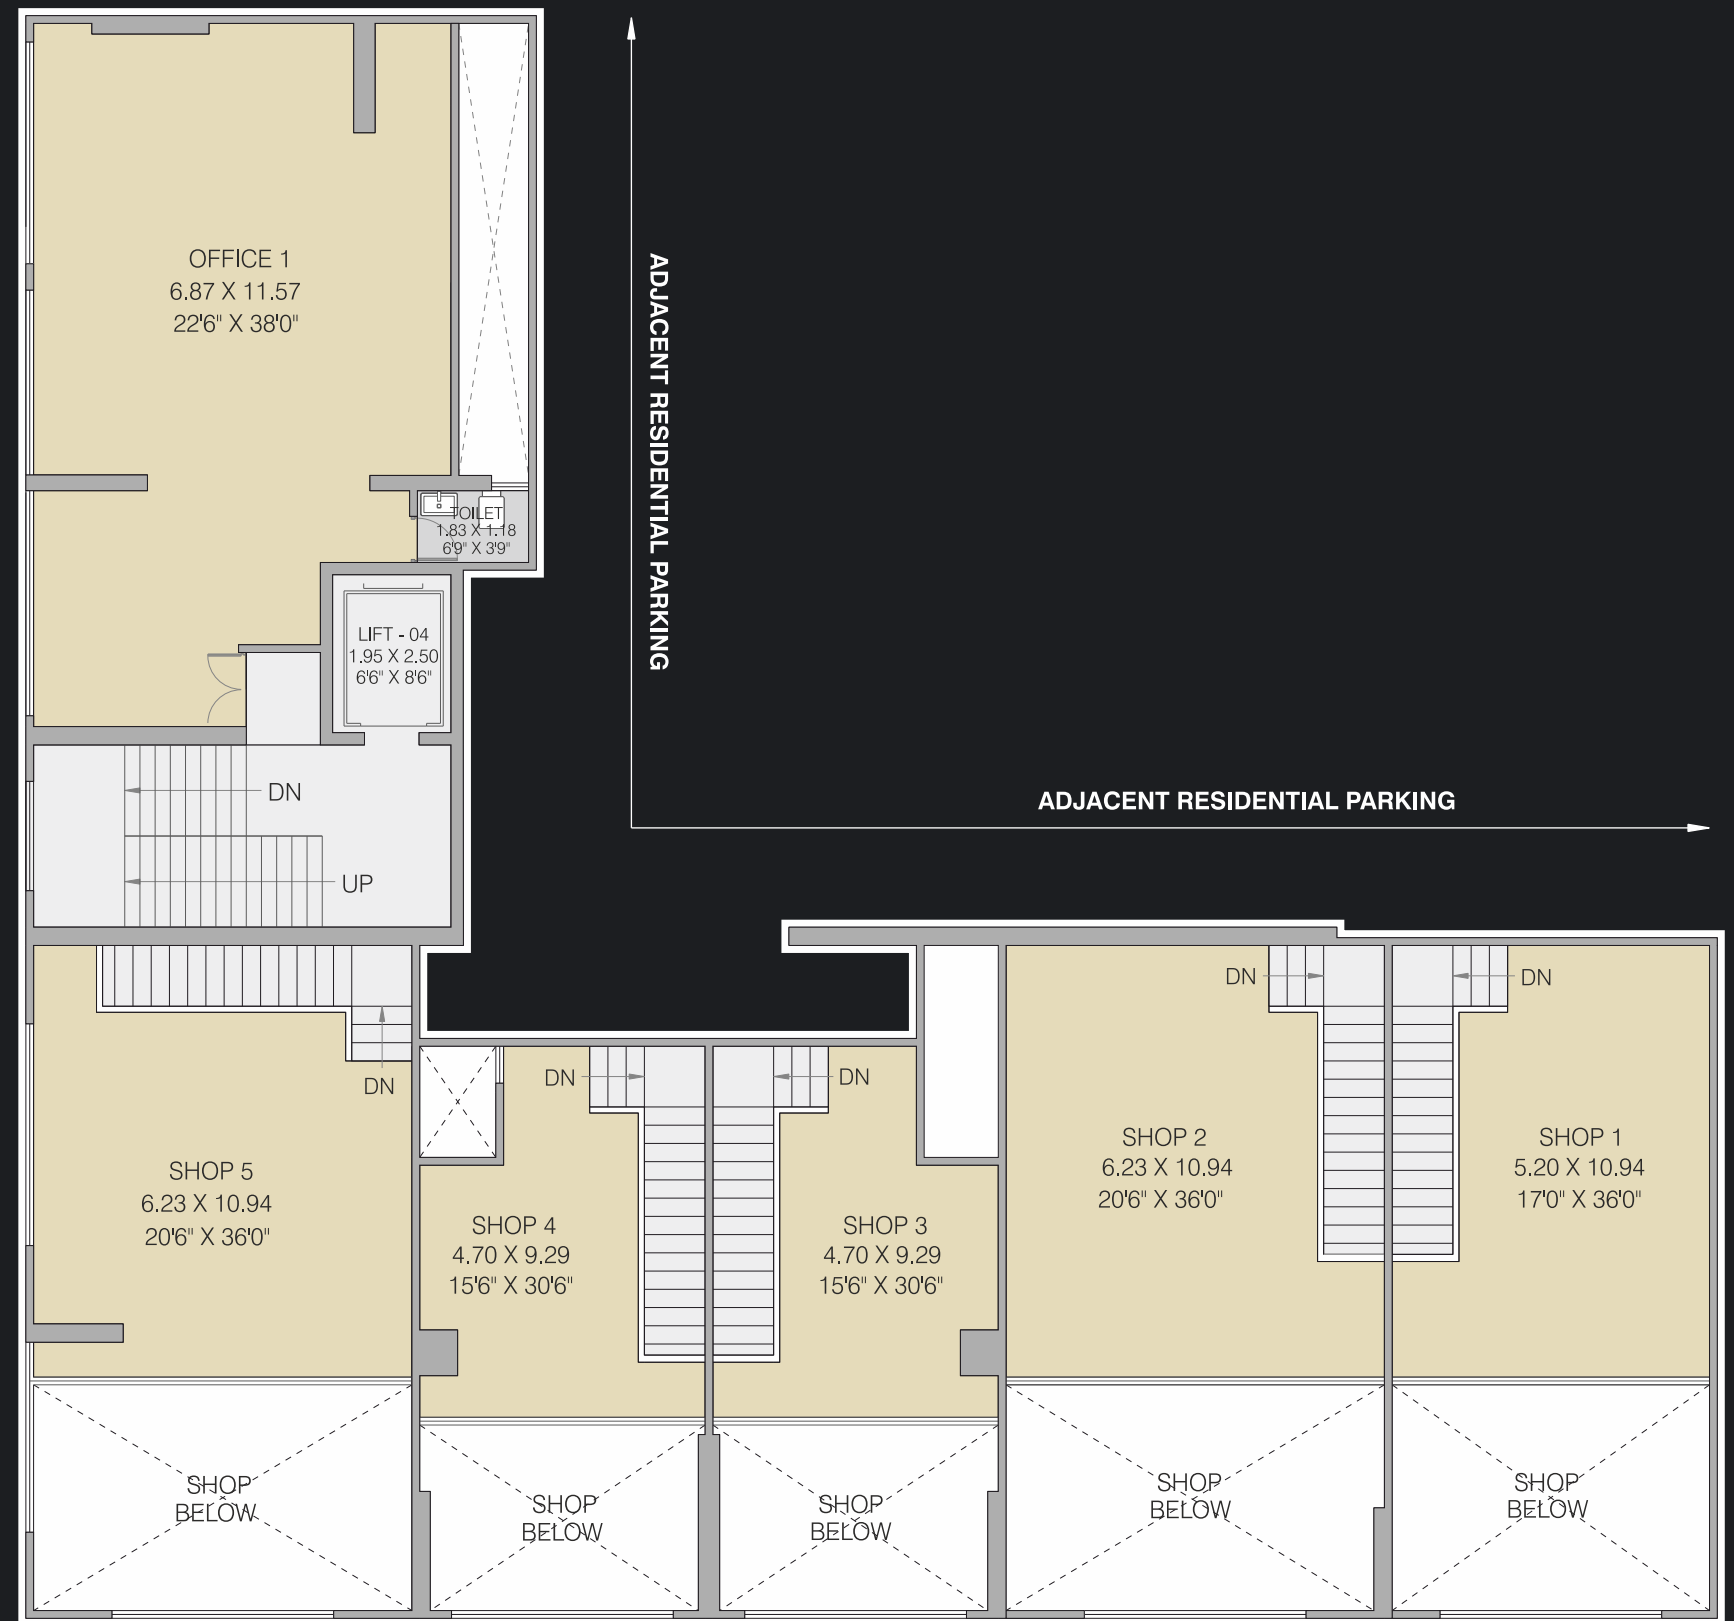 OFFICE 1
6.87 X 11.57
22'6" X 38'0"
ADJACENT RESIDENTIAL PARKING
TOILET
1.83 X 1.18
6'9" X 3'9"
LIFT - 04
1.95 X 2.50
6'6" X 8'6"
DN
UP
ADJACENT RESIDENTIAL PARKING
DN
DN
DN
DN
DN
SHOP 5
6.23 X 10.94
20'6" X 36'0"
SHOP 4
4.70 X 9.29
15'6" X 30'6"
SHOP 3
4.70 X 9.29
15'6" X 30'6"
SHOP 2
6.23 X 10.94
20'6" X 36'0"
SHOP 1
5.20 X 10.94
17'0" X 36'0"
SHOP
BELOW
SHOP
BELOW
SHOP
BELOW
SHOP
BELOW
SHOP
BELOW